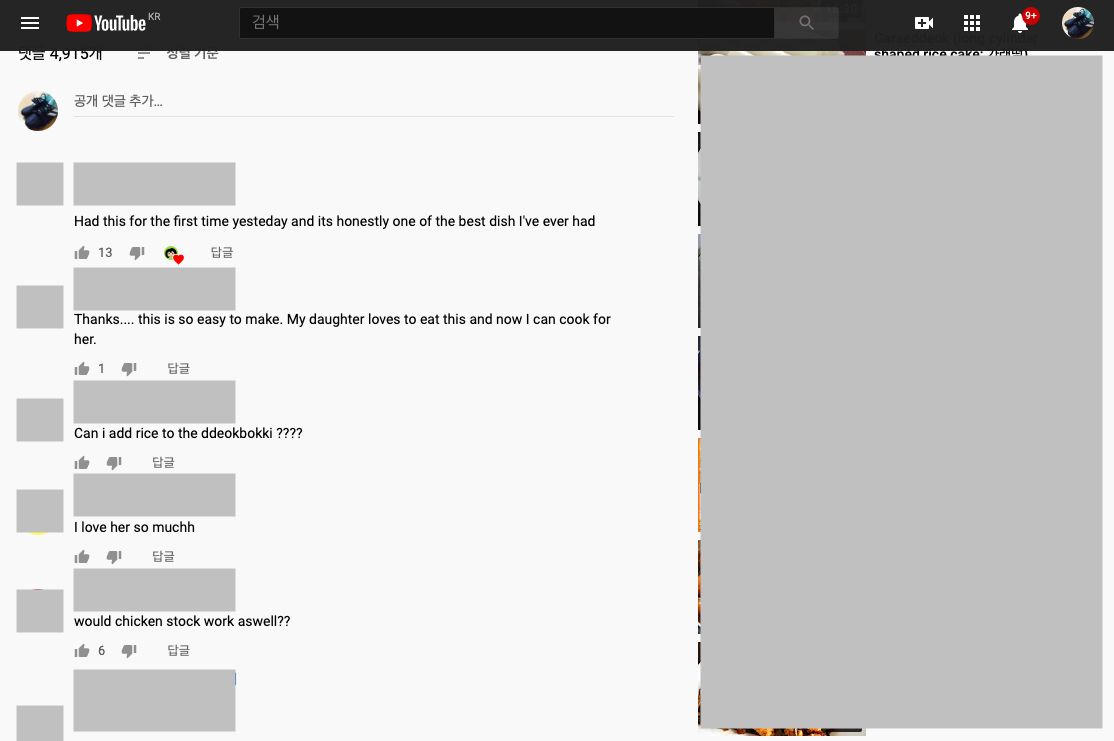 YouTube KR
검색
9+
댓글 4,915개 정렬 기준
shaped rice cake: 가래떡)
공개 댓글 추가...
Had this for the first time yesteday and its honestly one of the best dish I've ever had
13 답글
Thanks.... this is so easy to make. My daughter loves to eat this and now I can cook for
her.
1 답글
Can i add rice to the ddeokbokki ????
답글
I love her so muchh
답글
would chicken stock work aswell??
6 답글